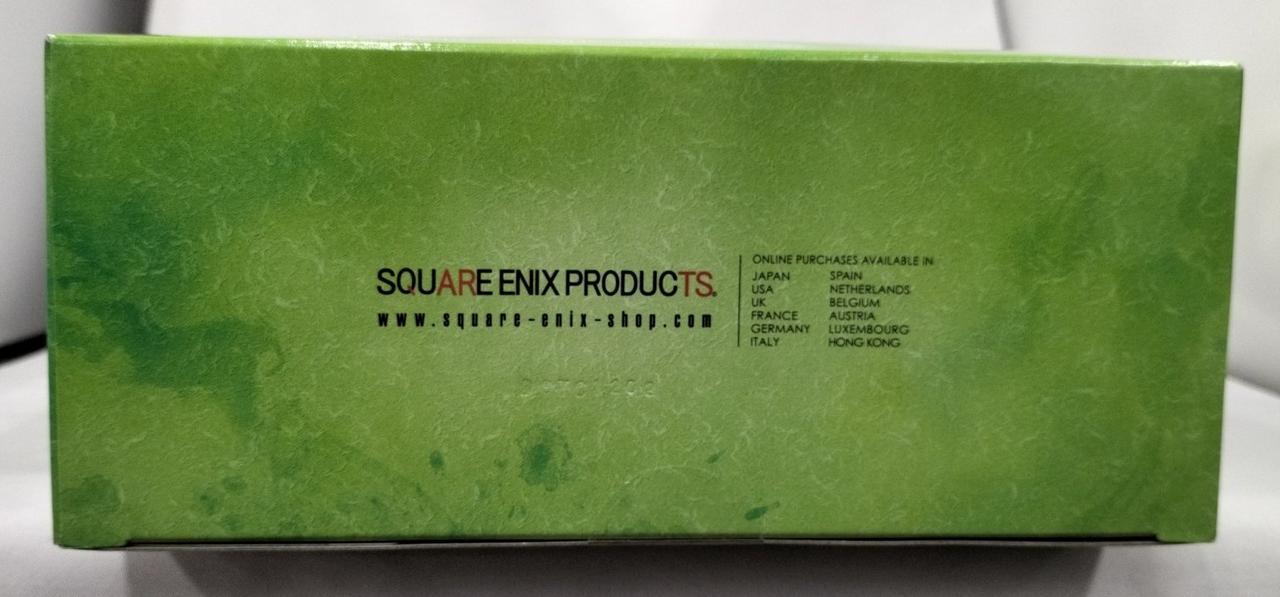 SQUARE ENIX PRODUCTS.
www.square-enix-shop.com
ONLINE PURCHASES AVAILABLE IN
JAPAN SPAIN
USA NETHERLANDS
UK BELGIUM
FRANCE AUSTRIA
GERMANY LUXEMBOURG
ITALY HONG KONG